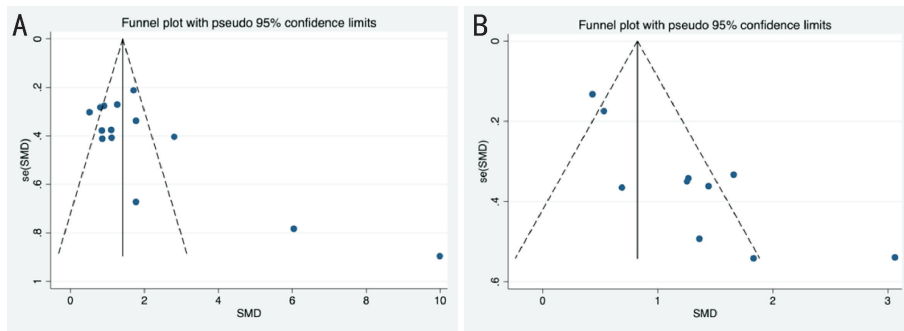 A
Funnel plot with pseudo 95% confidence limits
0
.2
.4
.6
.8
1
se(SMD)
0 2 4 6 8 10
SMD
B
Funnel plot with pseudo 95% confidence limits
0
.2
.4
.6
se(SMD)
0 1 2 3
SMD